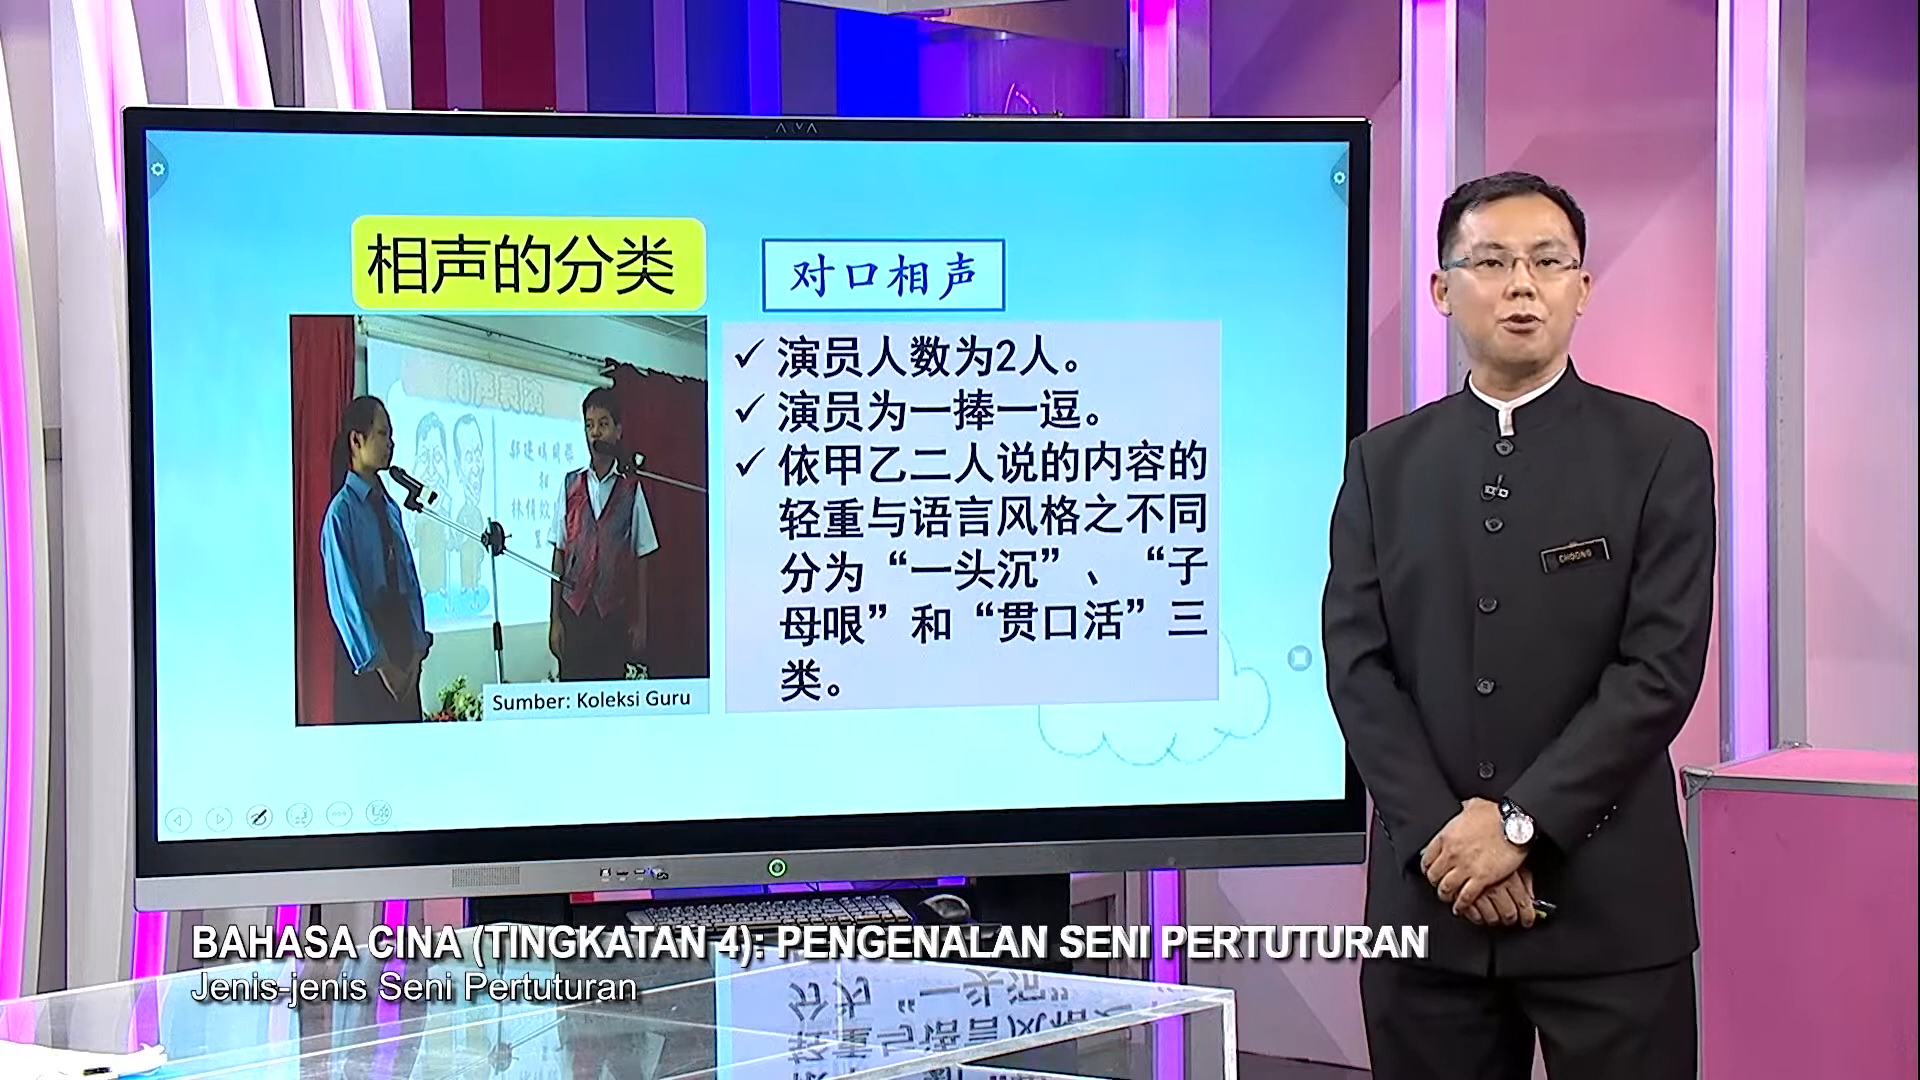 相声的分类
对口相声
✓ 演员人数为2人。
✓ 演员为一捧一逗。
✓ 依甲乙二人说的内容的
轻重与语言风格之不同
分为“一头沉”、“子
母哏”和“贯口活”三
类。
Sumber: Koleksi Guru
CHOONG
BAHASA CINA (TINGKATAN 4): PENGENALAN SENI PERTUTURAN
Jenis-jenis Seni Pertuturan